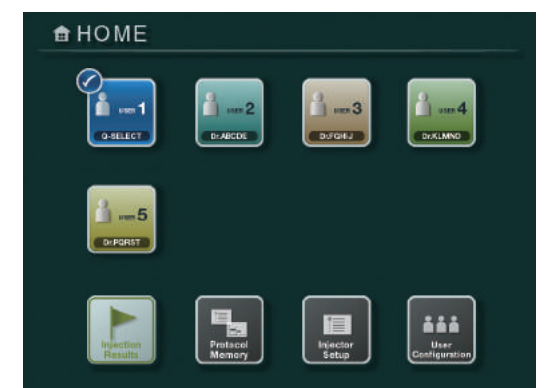 HOME
USER 1
Q-SELECT
USER 2
Dr.ABCDE
USER 3
Dr.FGHIJ
USER 4
Dr.KLMNO
USER 5
Dr.PQRST
Injection
Results
Protocol
Memory
Injector
Setup
User
Configuration